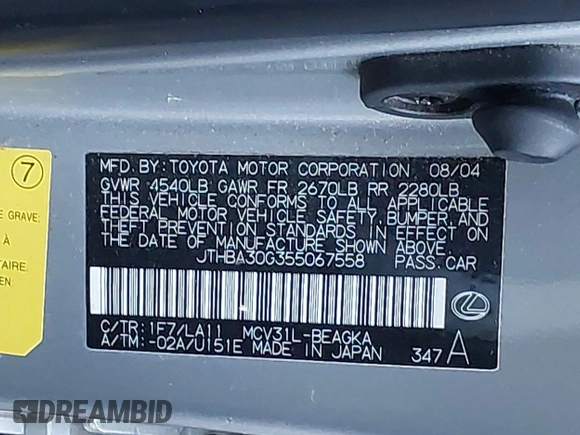 MFD. BY: TOYOTA MOTOR CORPORATION 08/04
GVWR 4540LB GAWR FR 2670LB RR 2280LB
THIS VEHICLE CONFORMS TO ALL APPLICABLE
FEDERAL MOTOR VEHICLE SAFETY, BUMPER, AND
THEFT PREVENTION STANDARDS IN EFFECT ON
THE DATE OF MANUFACTURE SHOWN ABOVE.
JTHBA30G355067558 PASS. CAR
C/TR: 1F7/LA11 MCV31L-BEAGKA
A/TM: -02A/U151E MADE IN JAPAN 347 A
7
E GRAVE;
TAIRE.
DREAMBID